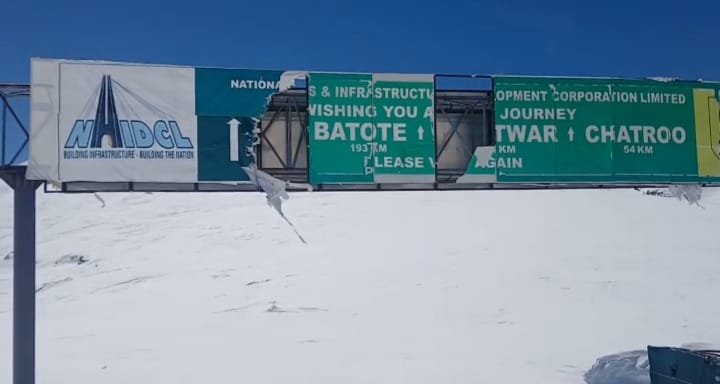 NHIDCL
BUILDING INFRASTRUCTURE - BUILDING THE NATION
NATIONA S & INFRASTRUCTU OPMENT CORPORATION LIMITED
WISHING YOU A JOURNEY
BATOTE ↑ TWAR ↑ CHATROO
193 KM KM 54 KM
PLEASE V AGAIN